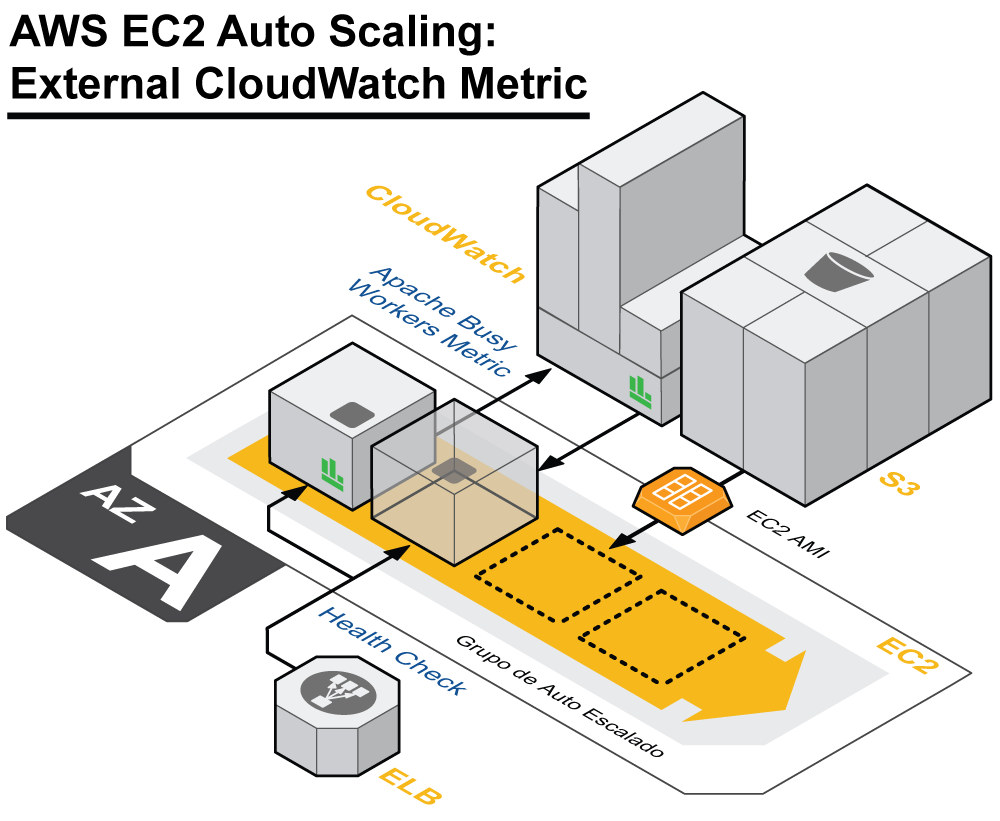 AWS EC2 Auto Scaling:
External CloudWatch Metric
CloudWatch
Apache Busy
Workers Metric
S3
EC2 AMI
AZ
A
EC2
Health Check
Grupo de Auto Escalado
ELB